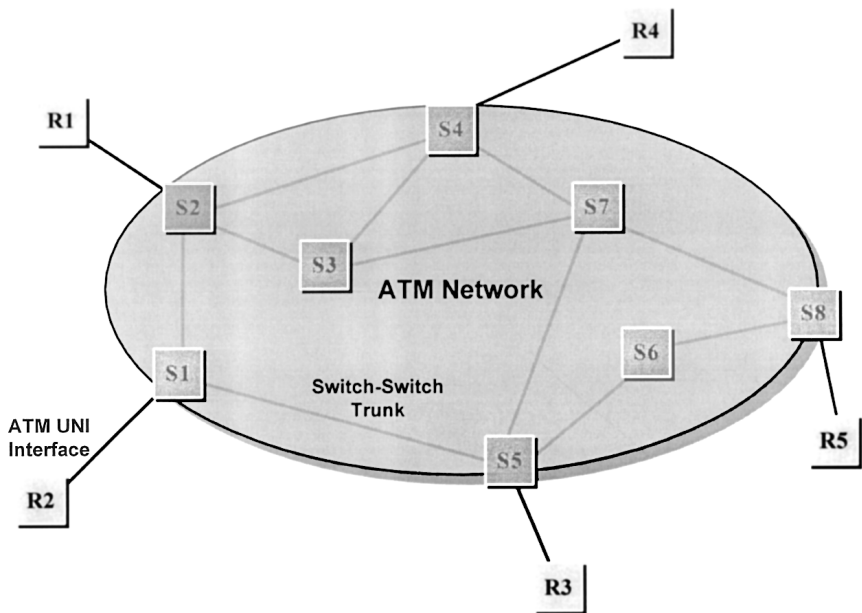 R4
R1
S4
S2
S7
S3
ATM Network
S8
S6
S1
Switch-Switch
Trunk
ATM UNI
Interface
R5
S5
R2
R3